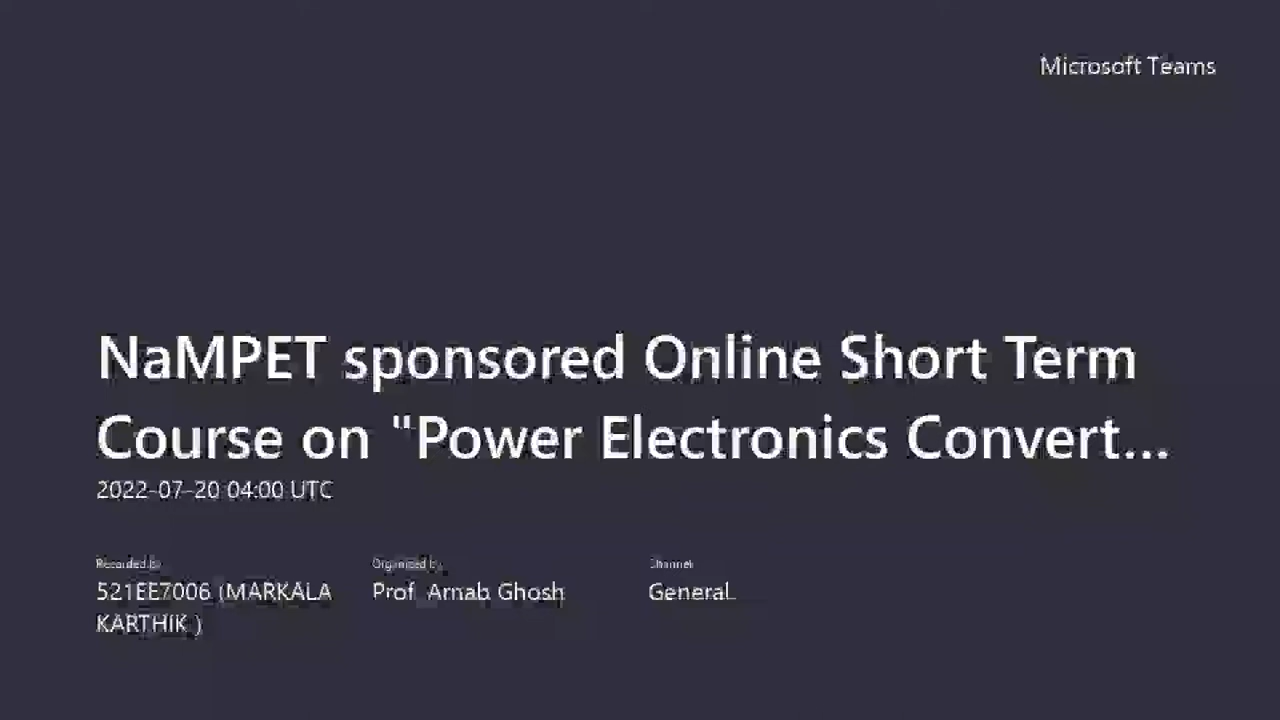 Microsoft Teams
NaMPET sponsored Online Short Term
Course on "Power Electronics Convert...
2022-07-20 04:00 UTC
Recorded by
Organized by
Channel
521EE7006 (MARKALA
KARTHIK )
Prof. Arnab Ghosh
General